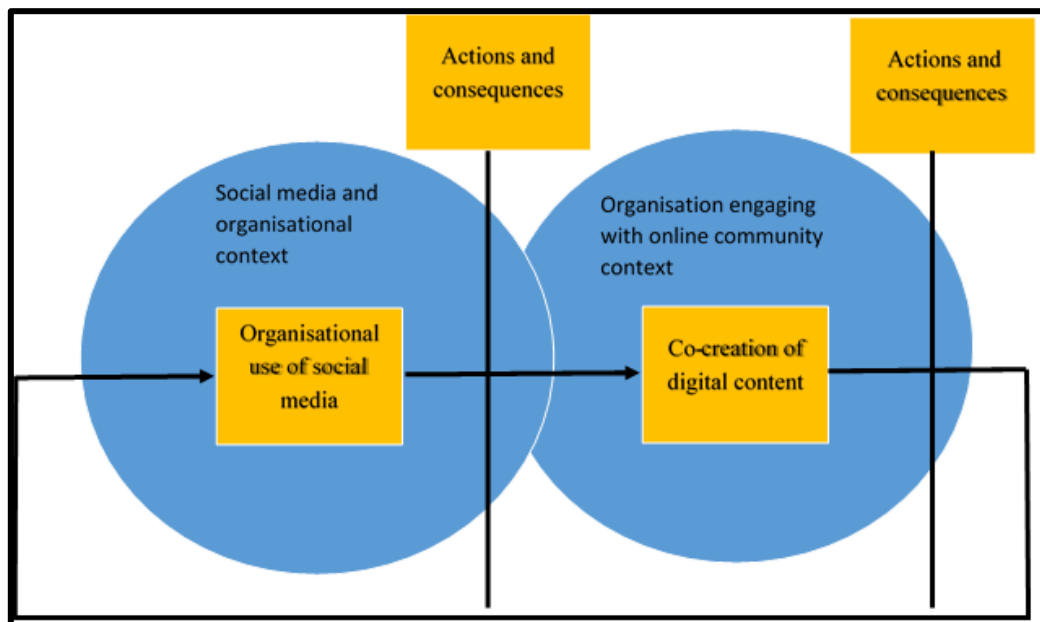 Actions and
consequences
Actions and
consequences
Social media and
organisational
context
Organisation engaging
with online community
context
Organisational
use of social
media
Co-creation of
digital content